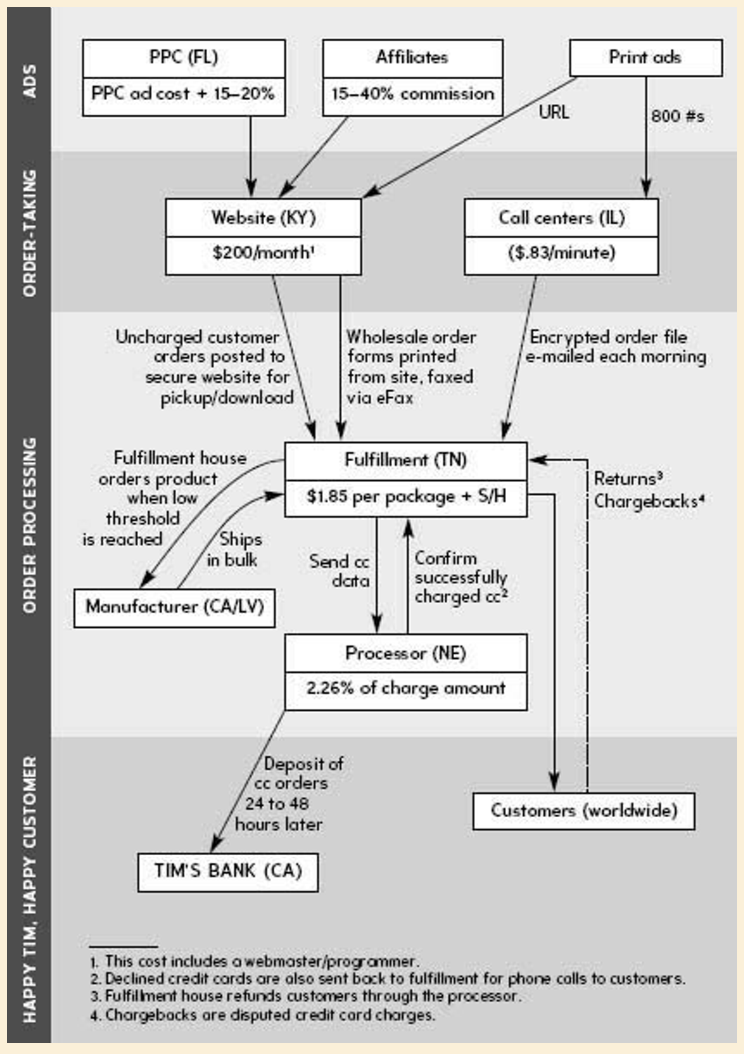 ADS
PPC (FL)
PPC ad cost + 15–20%
Affiliates
15–40% commission
Print ads
URL
800 #s
ORDER-TAKING
Website (KY)
$200/month¹
Call centers (IL)
($.83/minute)
ORDER PROCESSING
Uncharged customer
orders posted to
secure website for
pickup/download
Wholesale order
forms printed
from site, faxed
via eFax
Encrypted order file
e-mailed each morning
Fulfillment house
orders product
when low
threshold
is reached
Fulfillment (TN)
$1.85 per package + S/H
Returns³
Chargebacks⁴
Ships
in bulk
Send cc
data
Confirm
successfully
charged cc²
Manufacturer (CA/LV)
Processor (NE)
2.26% of charge amount
HAPPY TIM, HAPPY CUSTOMER
Deposit of
cc orders
24 to 48
hours later
Customers (worldwide)
TIM'S BANK (CA)
1. This cost includes a webmaster/programmer.
2. Declined credit cards are also sent back to fulfillment for phone calls to customers.
3. Fulfillment house refunds customers through the processor.
4. Chargebacks are disputed credit card charges.